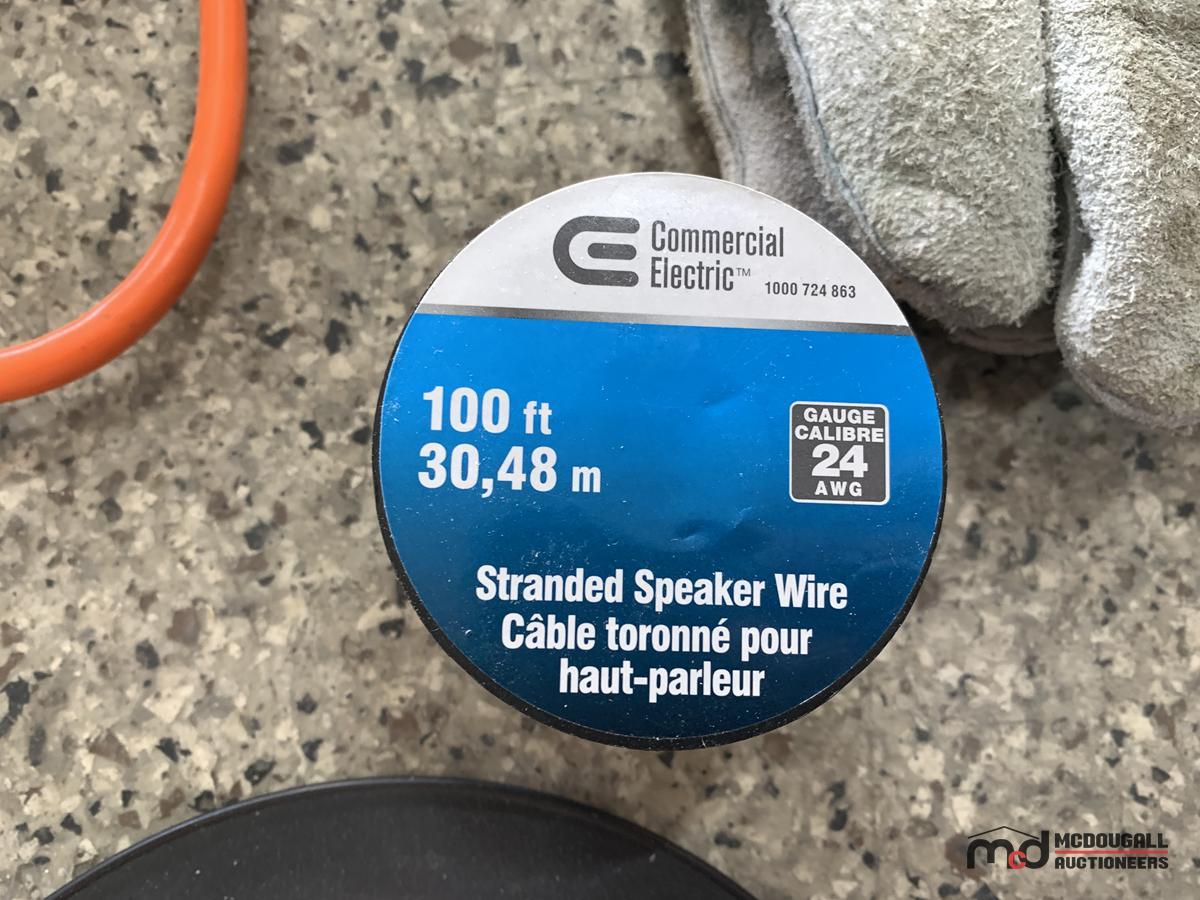 Commercial
Electric™
1000 724 863
100 ft
30,48 m
GAUGE
CALIBRE
24
AWG
Stranded Speaker Wire
Câble toronné pour
haut-parleur
mcd
MCDOUGALL
AUCTIONEERS